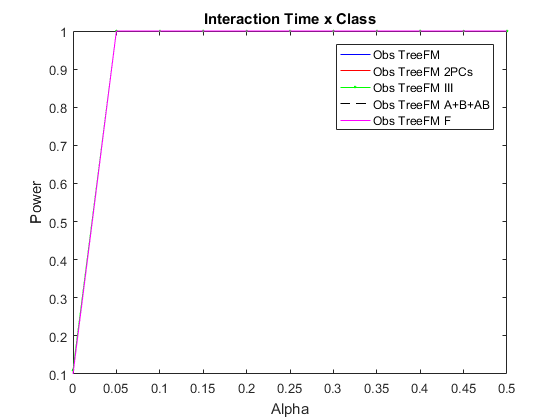 Interaction Time x Class
1
0.9
0.8
0.7
0.6
0.5
0.4
0.3
0.2
0.1
Power
Obs TreeFM
Obs TreeFM 2PCs
Obs TreeFM III
Obs TreeFM A+B+AB
Obs TreeFM F
0 0.05 0.1 0.15 0.2 0.25 0.3 0.35 0.4 0.45 0.5
Alpha